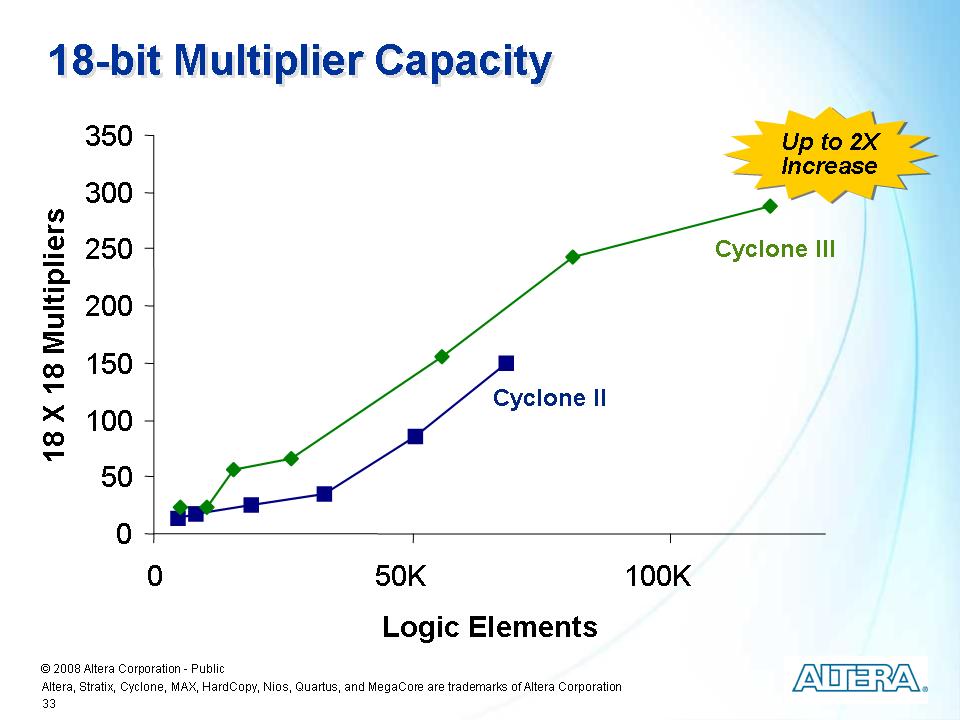 18-bit Multiplier Capacity
350
300
250
200
150
100
50
0
18 X 18 Multipliers
Up to 2X
Increase
Cyclone III
Cyclone II
0
50K
100K
Logic Elements
© 2008 Altera Corporation - Public
Altera, Stratix, Cyclone, MAX, HardCopy, Nios, Quartus, and MegaCore are trademarks of Altera Corporation
33
ALTERA®